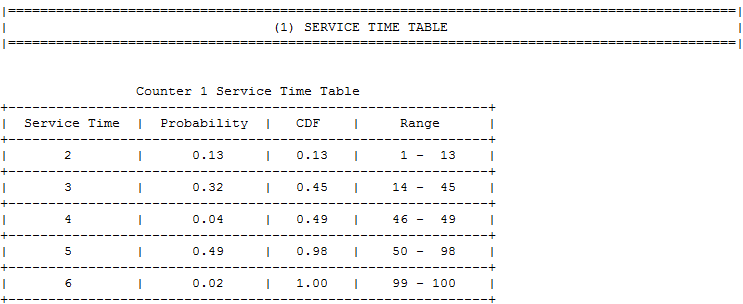 |===========================================================================================|
| (1) SERVICE TIME TABLE |
|===========================================================================================|
Counter 1 Service Time Table
+------------------------------------------------------------+
| Service Time | Probability | CDF | Range |
+------------------------------------------------------------+
| 2 | 0.13 | 0.13 | 1 - 13 |
+------------------------------------------------------------+
| 3 | 0.32 | 0.45 | 14 - 45 |
+------------------------------------------------------------+
| 4 | 0.04 | 0.49 | 46 - 49 |
+------------------------------------------------------------+
| 5 | 0.49 | 0.98 | 50 - 98 |
+------------------------------------------------------------+
| 6 | 0.02 | 1.00 | 99 - 100 |
+------------------------------------------------------------+